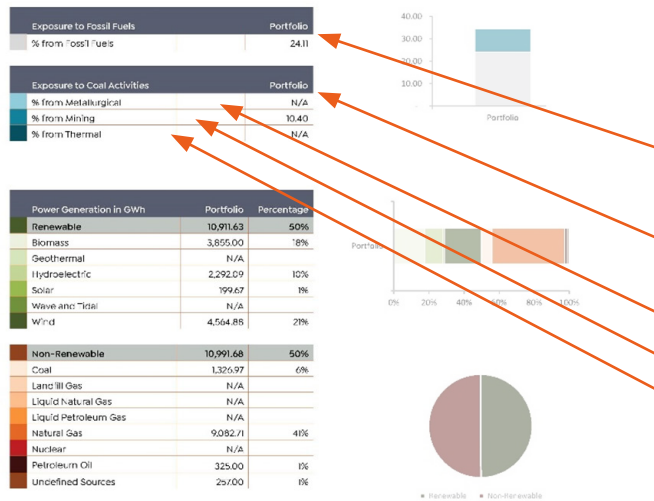 Exposure to Fossil Fuels Portfolio
% from Fossil Fuels 24.11
Exposure to Coal Activities Portfolio
% from Metallurgical N/A
% from Mining 10.40
% from Thermal N/A
40.00
30.00
20.00
10.00
-
Portfolio
Power Generation in GWh Portfolio Percentage
Renewable 10,911.63 50%
Biomass 3,855.00 18%
Geothermal N/A
Hydroelectric 2,292.09 10%
Solar 199.67 1%
Wave and Tidal N/A
Wind 4,564.88 21%
Portfolio
0% 20% 40% 60% 80% 100%
Non-Renewable 10,991.68 50%
Coal 1,326.97 6%
Landfill Gas N/A
Liquid Natural Gas N/A
Liquid Petroleum Gas N/A
Natural Gas 9,082.71 41%
Nuclear N/A
Petroleum Oil 325.00 1%
Undefined Sources 257.00 1%
Renewable Non-Renewable